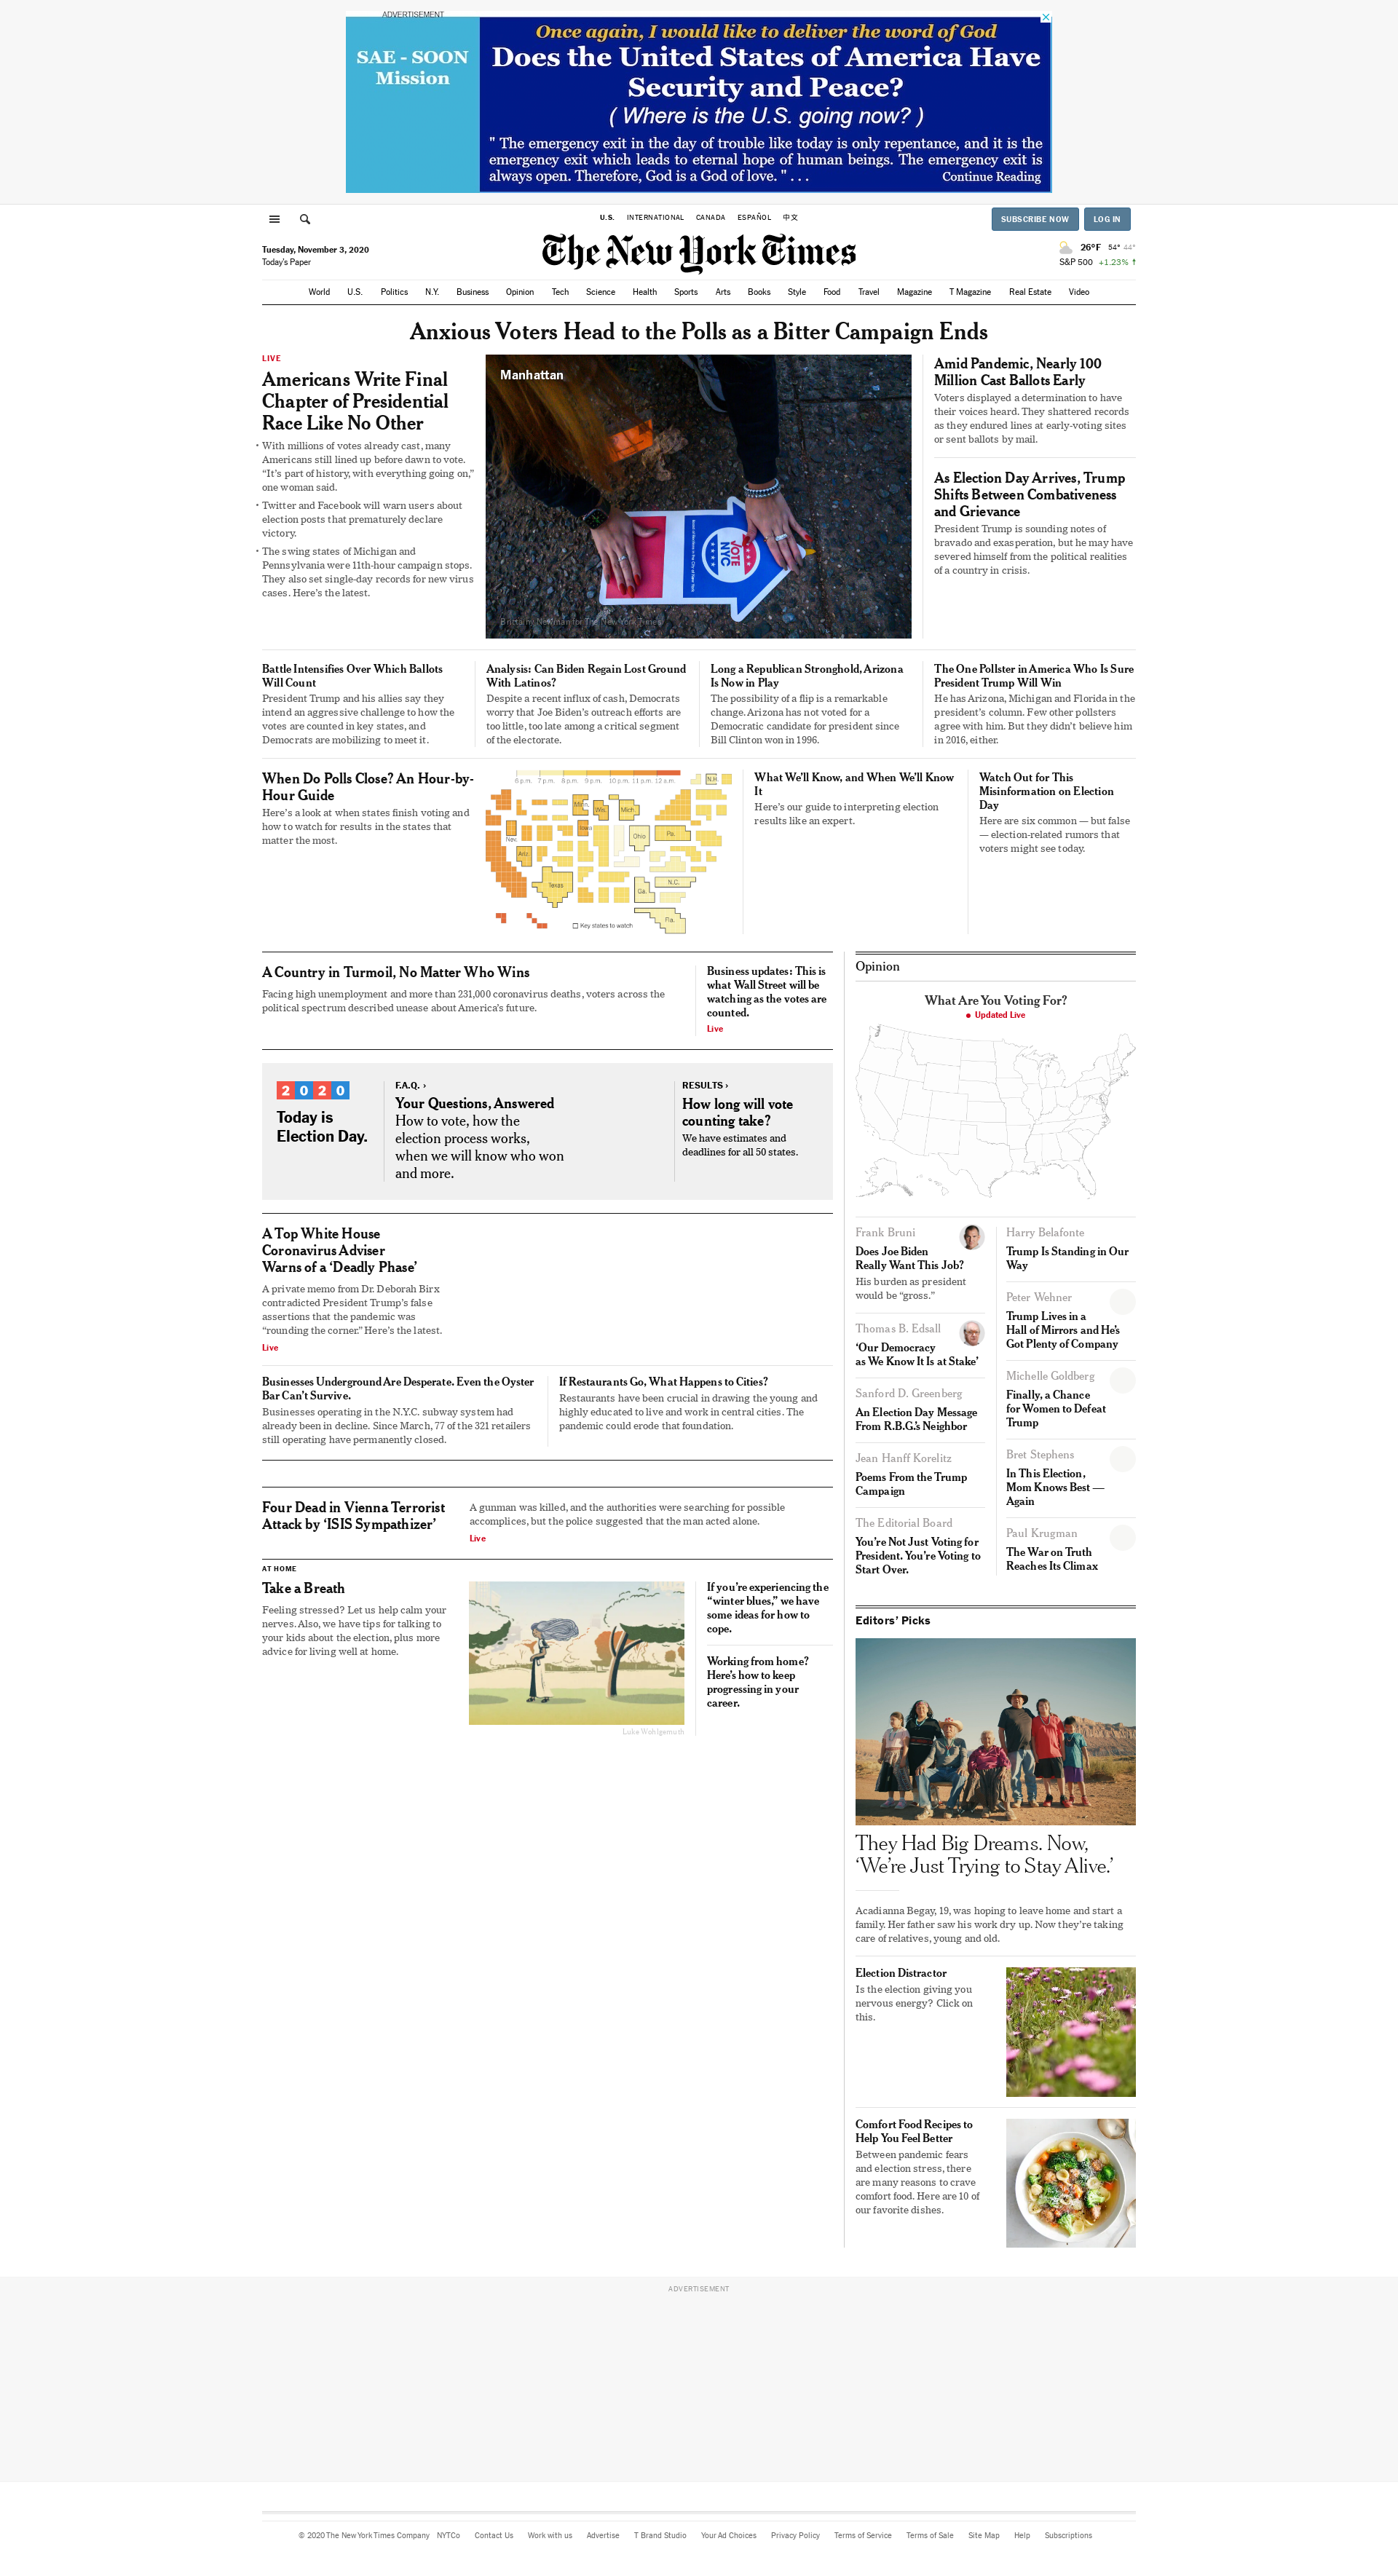 ADVERTISEMENT
SAE - SOON
Mission
Once again, I would like to deliver the word of God
Does the United States of America Have
Security and Peace?
( Where is the U.S. going now? )
" The emergency exit in the day of trouble like today is only repentance, and it is the
emergency exit which leads to eternal hope of human beings. The emergency exit is
always open. Therefore, God is a God of love. " . . .
Continue Reading
U.S. INTERNATIONAL CANADA ESPAÑOL 中文
SUBSCRIBE NOW LOG IN
Tuesday, November 3, 2020
Today's Paper
The New York Times
26°F 54° 44°
S&P 500 +1.23% ↑
World U.S. Politics N.Y. Business Opinion Tech Science Health Sports Arts Books Style Food Travel Magazine T Magazine Real Estate Video
Anxious Voters Head to the Polls as a Bitter Campaign Ends
LIVE
Americans Write Final
Chapter of Presidential
Race Like No Other
• With millions of votes already cast, many
Americans still lined up before dawn to vote.
“It’s part of history, with everything going on,”
one woman said.
• Twitter and Facebook will warn users about
election posts that prematurely declare
victory.
• The swing states of Michigan and
Pennsylvania were 11th-hour campaign stops.
They also set single-day records for new virus
cases. Here’s the latest.
Manhattan
VOTE
NYC
Brittainy Newman for The New York Times
Amid Pandemic, Nearly 100
Million Cast Ballots Early
Voters displayed a determination to have
their voices heard. They shattered records
as they endured lines at early-voting sites
or sent ballots by mail.
As Election Day Arrives, Trump
Shifts Between Combativeness
and Grievance
President Trump is sounding notes of
bravado and exasperation, but he may have
severed himself from the political realities
of a country in crisis.
Battle Intensifies Over Which Ballots
Will Count
President Trump and his allies say they
intend an aggressive challenge to how the
votes are counted in key states, and
Democrats are mobilizing to meet it.
Analysis: Can Biden Regain Lost Ground
With Latinos?
Despite a recent influx of cash, Democrats
worry that Joe Biden’s outreach efforts are
too little, too late among a critical segment
of the electorate.
Long a Republican Stronghold, Arizona
Is Now in Play
The possibility of a flip is a remarkable
change. Arizona has not voted for a
Democratic candidate for president since
Bill Clinton won in 1996.
The One Pollster in America Who Is Sure
President Trump Will Win
He has Arizona, Michigan and Florida in the
president’s column. Few other pollsters
agree with him. But they didn’t believe him
in 2016, either.
When Do Polls Close? An Hour-by-
Hour Guide
Here’s a look at when states finish voting and
how to watch for results in the states that
matter the most.
6 p.m. 7 p.m. 8 p.m. 9 p.m. 10 p.m. 11 p.m. 12 a.m.
N.H.
Minn.
Wis.
Mich.
Nev.
Iowa
Ohio
Pa.
Ariz.
Texas
N.C.
Ga.
Fla.
Key states to watch
What We’ll Know, and When We’ll Know
It
Here’s our guide to interpreting election
results like an expert.
Watch Out for This
Misinformation on Election
Day
Here are six common — but false
— election-related rumors that
voters might see today.
A Country in Turmoil, No Matter Who Wins
Facing high unemployment and more than 231,000 coronavirus deaths, voters across the
political spectrum described unease about America’s future.
Business updates: This is
what Wall Street will be
watching as the votes are
counted.
Live
2020
Today is
Election Day.
F.A.Q. ›
Your Questions, Answered
How to vote, how the
election process works,
when we will know who won
and more.
RESULTS ›
How long will vote
counting take?
We have estimates and
deadlines for all 50 states.
A Top White House
Coronavirus Adviser
Warns of a ‘Deadly Phase’
A private memo from Dr. Deborah Birx
contradicted President Trump’s false
assertions that the pandemic was
“rounding the corner.” Here’s the latest.
Live
Businesses Underground Are Desperate. Even the Oyster
Bar Can’t Survive.
Businesses operating in the N.Y.C. subway system had
already been in decline. Since March, 77 of the 321 retailers
still operating have permanently closed.
If Restaurants Go, What Happens to Cities?
Restaurants have been crucial in drawing the young and
highly educated to live and work in central cities. The
pandemic could erode that foundation.
Four Dead in Vienna Terrorist
Attack by ‘ISIS Sympathizer’
A gunman was killed, and the authorities were searching for possible
accomplices, but the police suggested that the man acted alone.
Live
AT HOME
Take a Breath
Feeling stressed? Let us help calm your
nerves. Also, we have tips for talking to
your kids about the election, plus more
advice for living well at home.
Luke Wohlgemuth
If you’re experiencing the
“winter blues,” we have
some ideas for how to
cope.
Working from home?
Here’s how to keep
progressing in your
career.
Opinion
What Are You Voting For?
Updated Live
Frank Bruni
Does Joe Biden
Really Want This Job?
His burden as president
would be “gross.”
Thomas B. Edsall
‘Our Democracy
as We Know It Is at Stake’
Sanford D. Greenberg
An Election Day Message
From R.B.G.’s Neighbor
Jean Hanff Korelitz
Poems From the Trump
Campaign
The Editorial Board
You’re Not Just Voting for
President. You’re Voting to
Start Over.
Harry Belafonte
Trump Is Standing in Our
Way
Peter Wehner
Trump Lives in a
Hall of Mirrors and He’s
Got Plenty of Company
Michelle Goldberg
Finally, a Chance
for Women to Defeat
Trump
Bret Stephens
In This Election,
Mom Knows Best —
Again
Paul Krugman
The War on Truth
Reaches Its Climax
Editors’ Picks
They Had Big Dreams. Now,
‘We’re Just Trying to Stay Alive.’
Acadianna Begay, 19, was hoping to leave home and start a
family. Her father saw his work dry up. Now they’re taking
care of relatives, young and old.
Election Distractor
Is the election giving you
nervous energy? Click on
this.
Comfort Food Recipes to
Help You Feel Better
Between pandemic fears
and election stress, there
are many reasons to crave
comfort food. Here are 10 of
our favorite dishes.
ADVERTISEMENT
© 2020 The New York Times Company NYTCo Contact Us Work with us Advertise T Brand Studio Your Ad Choices Privacy Policy Terms of Service Terms of Sale Site Map Help Subscriptions